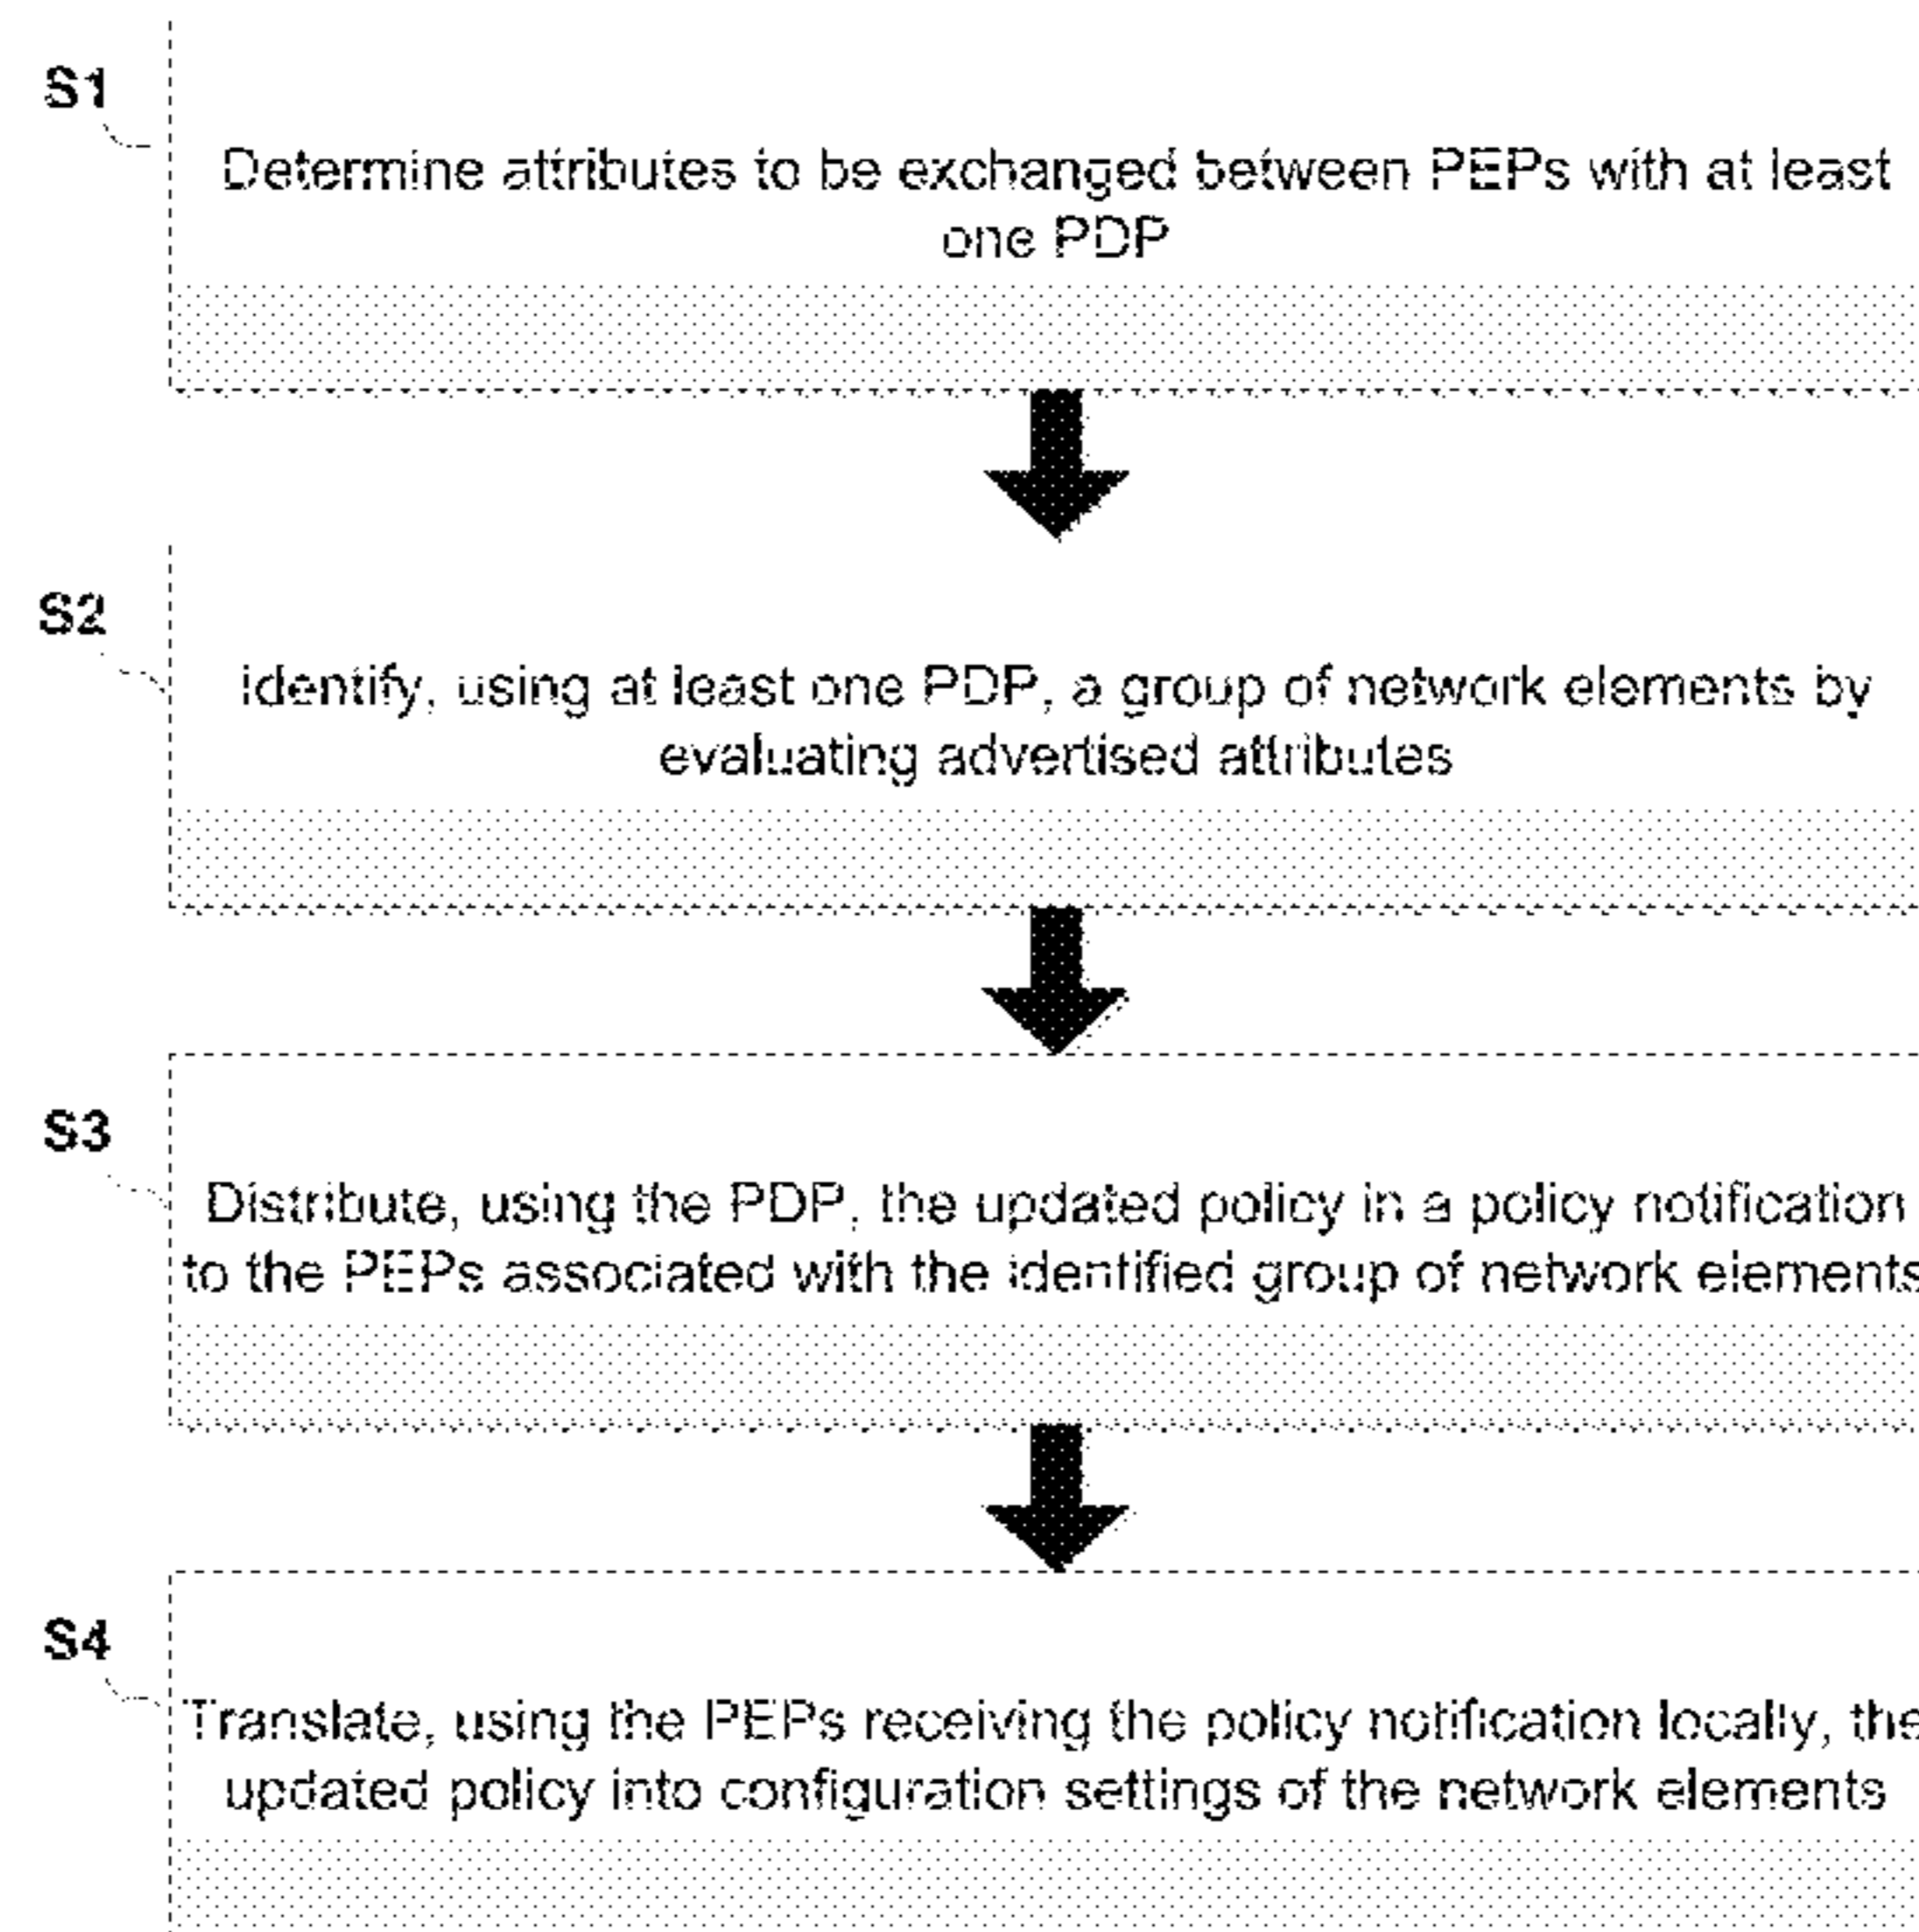 S1
Determine attributes to be exchanged between PEPs with at least
one PDP
S2
Identify, using at least one PDP, a group of network elements by
evaluating advertised attributes
S3
Distribute, using the PDP, the updated policy in a policy notification
to the PEPs associated with the identified group of network elements
S4
Translate, using the PEPs receiving the policy notification locally, the
updated policy into configuration settings of the network elements